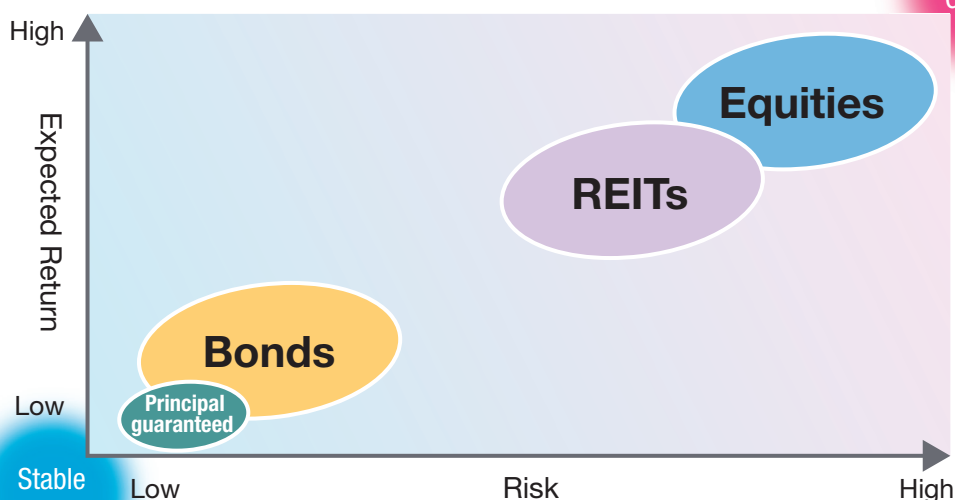 High
Expected Return
Equities
REITs
Bonds
Principal
guaranteed
Low
Stable
Low
Risk
High